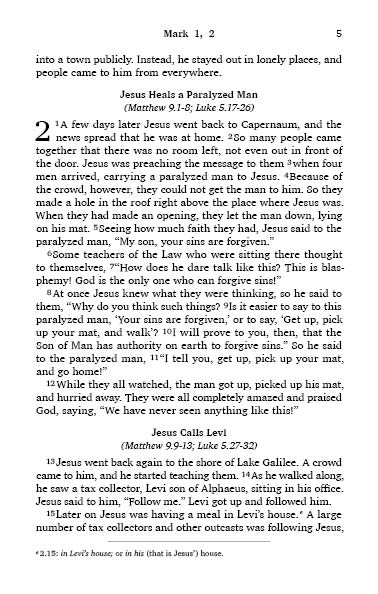 Mark 1, 2 5
into a town publicly. Instead, he stayed out in lonely places, and
people came to him from everywhere.
Jesus Heals a Paralyzed Man
(Matthew 9.1-8; Luke 5.17-26)
2 1A few days later Jesus went back to Capernaum, and the
news spread that he was at home. 2So many people came
together that there was no room left, not even out in front of
the door. Jesus was preaching the message to them 3when four
men arrived, carrying a paralyzed man to Jesus. 4Because of
the crowd, however, they could not get the man to him. So they
made a hole in the roof right above the place where Jesus was.
When they had made an opening, they let the man down, lying
on his mat. 5Seeing how much faith they had, Jesus said to the
paralyzed man, “My son, your sins are forgiven.”
6Some teachers of the Law who were sitting there thought
to themselves, 7“How does he dare talk like this? This is blas-
phemy! God is the only one who can forgive sins!”
8At once Jesus knew what they were thinking, so he said to
them, “Why do you think such things? 9Is it easier to say to this
paralyzed man, ‘Your sins are forgiven,’ or to say, ‘Get up, pick
up your mat, and walk’? 10I will prove to you, then, that the
Son of Man has authority on earth to forgive sins.” So he said
to the paralyzed man, 11“I tell you, get up, pick up your mat,
and go home!”
12While they all watched, the man got up, picked up his mat,
and hurried away. They were all completely amazed and praised
God, saying, “We have never seen anything like this!”
Jesus Calls Levi
(Matthew 9.9-13; Luke 5.27-32)
13Jesus went back again to the shore of Lake Galilee. A crowd
came to him, and he started teaching them. 14As he walked along,
he saw a tax collector, Levi son of Alphaeus, sitting in his office.
Jesus said to him, “Follow me.” Levi got up and followed him.
15Later on Jesus was having a meal in Levi’s house.e A large
number of tax collectors and other outcasts was following Jesus,
e 2.15: in Levi’s house; or in his (that is Jesus’) house.